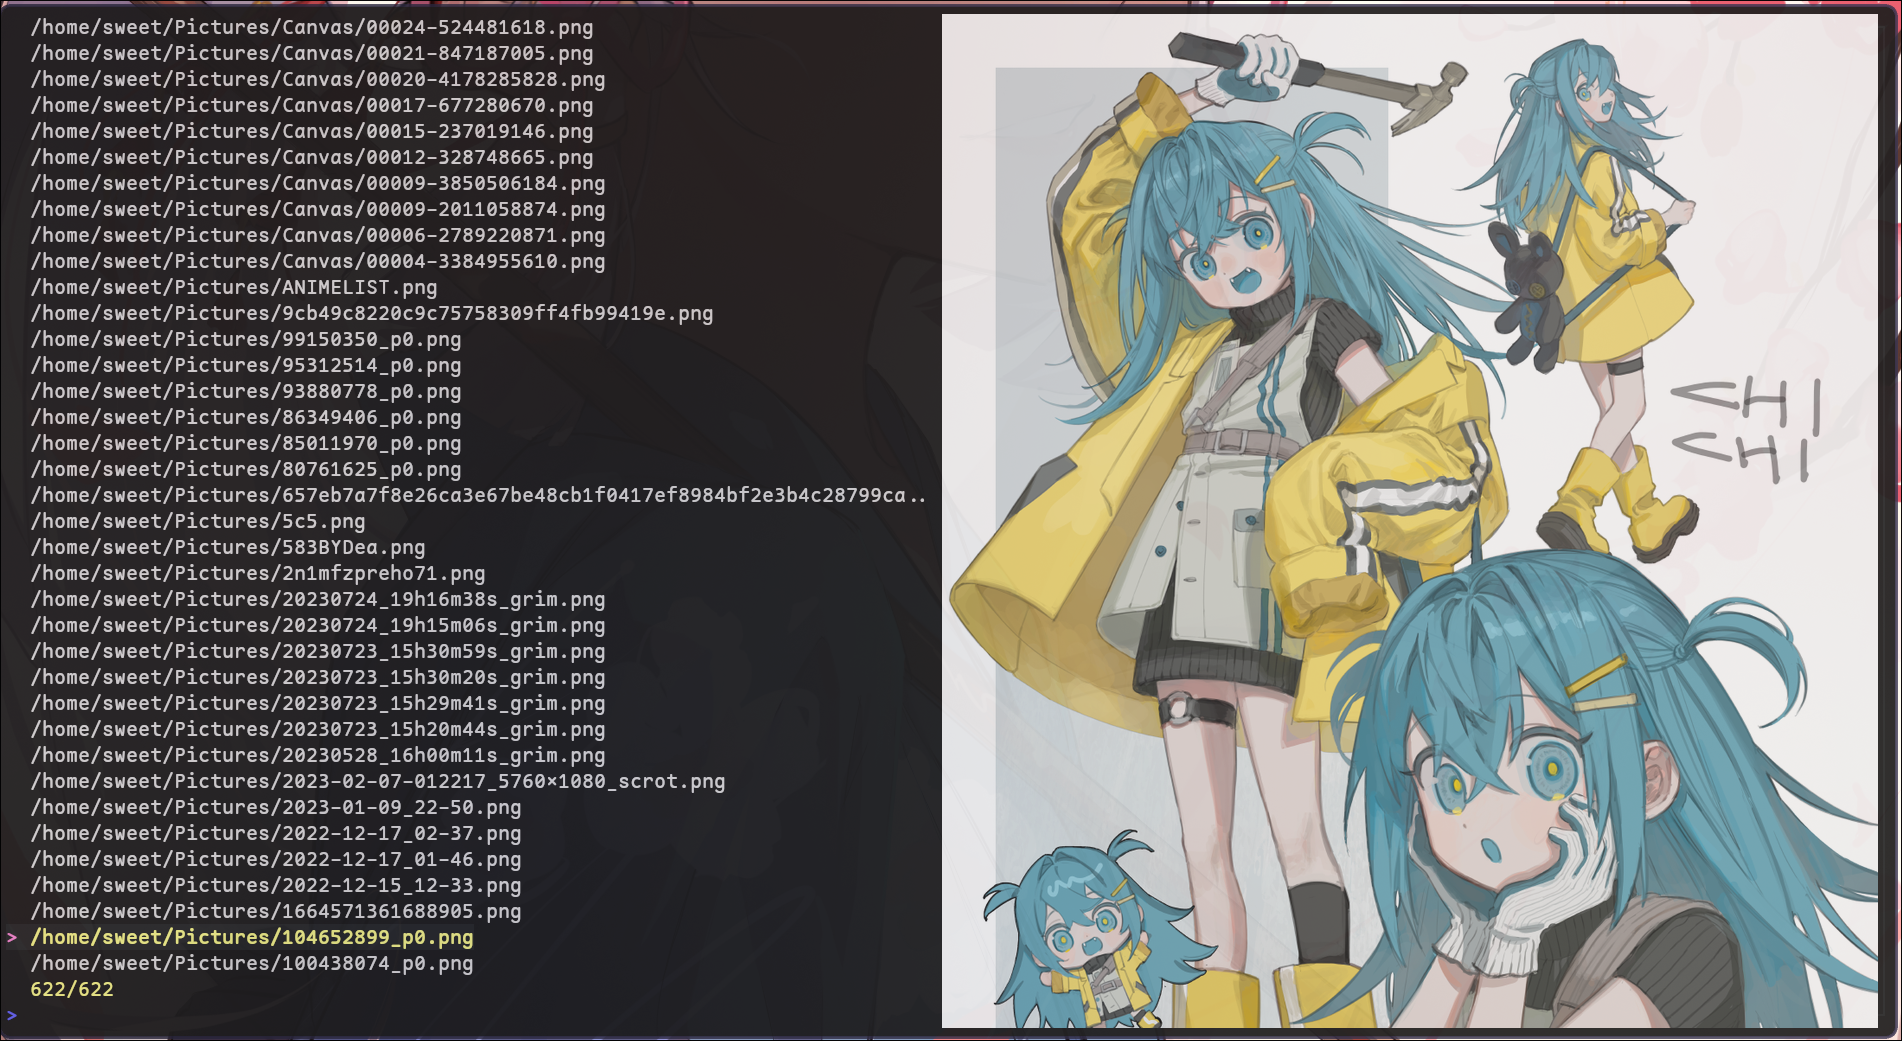 /home/sweet/Pictures/Canvas/00024-524481618.png
/home/sweet/Pictures/Canvas/00021-847187005.png
/home/sweet/Pictures/Canvas/00020-4178285828.png
/home/sweet/Pictures/Canvas/00017-677280670.png
/home/sweet/Pictures/Canvas/00015-237019146.png
/home/sweet/Pictures/Canvas/00012-328748665.png
/home/sweet/Pictures/Canvas/00009-3850506184.png
/home/sweet/Pictures/Canvas/00009-2011058874.png
/home/sweet/Pictures/Canvas/00006-2789220871.png
/home/sweet/Pictures/Canvas/00004-3384955610.png
/home/sweet/Pictures/ANIMELIST.png
/home/sweet/Pictures/9cb49c8220c9c75758309ff4fb99419e.png
/home/sweet/Pictures/99150350_p0.png
/home/sweet/Pictures/95312514_p0.png
/home/sweet/Pictures/93880778_p0.png
/home/sweet/Pictures/86349406_p0.png
/home/sweet/Pictures/85011970_p0.png
/home/sweet/Pictures/80761625_p0.png
/home/sweet/Pictures/657eb7a7f8e26ca3e67be48cb1f0417ef8984bf2e3b4c28799ca..
/home/sweet/Pictures/5c5.png
/home/sweet/Pictures/583BYDea.png
/home/sweet/Pictures/2n1mfzpreho71.png
/home/sweet/Pictures/20230724_19h16m38s_grim.png
/home/sweet/Pictures/20230724_19h15m06s_grim.png
/home/sweet/Pictures/20230723_15h30m59s_grim.png
/home/sweet/Pictures/20230723_15h30m20s_grim.png
/home/sweet/Pictures/20230723_15h29m41s_grim.png
/home/sweet/Pictures/20230723_15h20m44s_grim.png
/home/sweet/Pictures/20230528_16h00m11s_grim.png
/home/sweet/Pictures/2023-02-07-012217_5760×1080_scrot.png
/home/sweet/Pictures/2023-01-09_22-50.png
/home/sweet/Pictures/2022-12-17_02-37.png
/home/sweet/Pictures/2022-12-17_01-46.png
/home/sweet/Pictures/2022-12-15_12-33.png
/home/sweet/Pictures/1664571361688905.png
> /home/sweet/Pictures/104652899_p0.png
/home/sweet/Pictures/100438074_p0.png
622/622
>
CHI
CHI